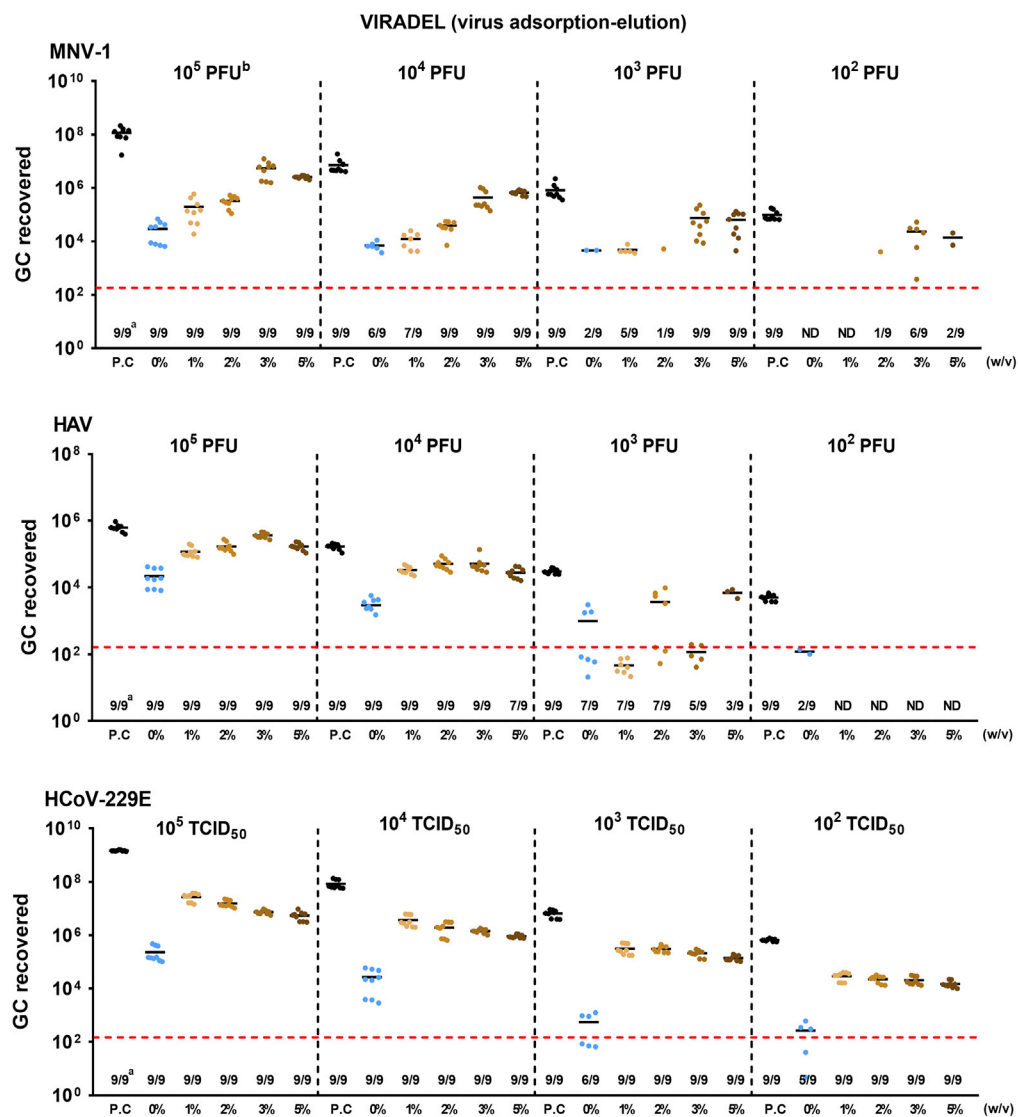 VIRADEL (virus adsorption-elution)
MNV-1
10⁵ PFUᵇ 10⁴ PFU 10³ PFU 10² PFU
10¹⁰
10⁸
10⁶
10⁴
10²
10⁰
GC recovered
9/9ᵃ 9/9 9/9 9/9 9/9 9/9 9/9 6/9 7/9 9/9 9/9 9/9 9/9 2/9 5/9 1/9 9/9 9/9 9/9 ND ND 1/9 6/9 2/9
P.C 0% 1% 2% 3% 5% P.C 0% 1% 2% 3% 5% P.C 0% 1% 2% 3% 5% P.C 0% 1% 2% 3% 5% (w/v)
HAV
10⁵ PFU 10⁴ PFU 10³ PFU 10² PFU
10⁸
10⁶
10⁴
10²
10⁰
GC recovered
9/9ᵃ 9/9 9/9 9/9 9/9 9/9 9/9 9/9 9/9 9/9 9/9 7/9 9/9 7/9 7/9 7/9 5/9 3/9 9/9 2/9 ND ND ND ND
P.C 0% 1% 2% 3% 5% P.C 0% 1% 2% 3% 5% P.C 0% 1% 2% 3% 5% P.C 0% 1% 2% 3% 5% (w/v)
HCoV-229E
10⁵ TCID₅₀ 10⁴ TCID₅₀ 10³ TCID₅₀ 10² TCID₅₀
10¹⁰
10⁸
10⁶
10⁴
10²
10⁰
GC recovered
9/9ᵃ 9/9 9/9 9/9 9/9 9/9 9/9 9/9 9/9 9/9 9/9 9/9 9/9 6/9 9/9 9/9 9/9 9/9 9/9 5/9 9/9 9/9 9/9 9/9
P.C 0% 1% 2% 3% 5% P.C 0% 1% 2% 3% 5% P.C 0% 1% 2% 3% 5% P.C 0% 1% 2% 3% 5% (w/v)